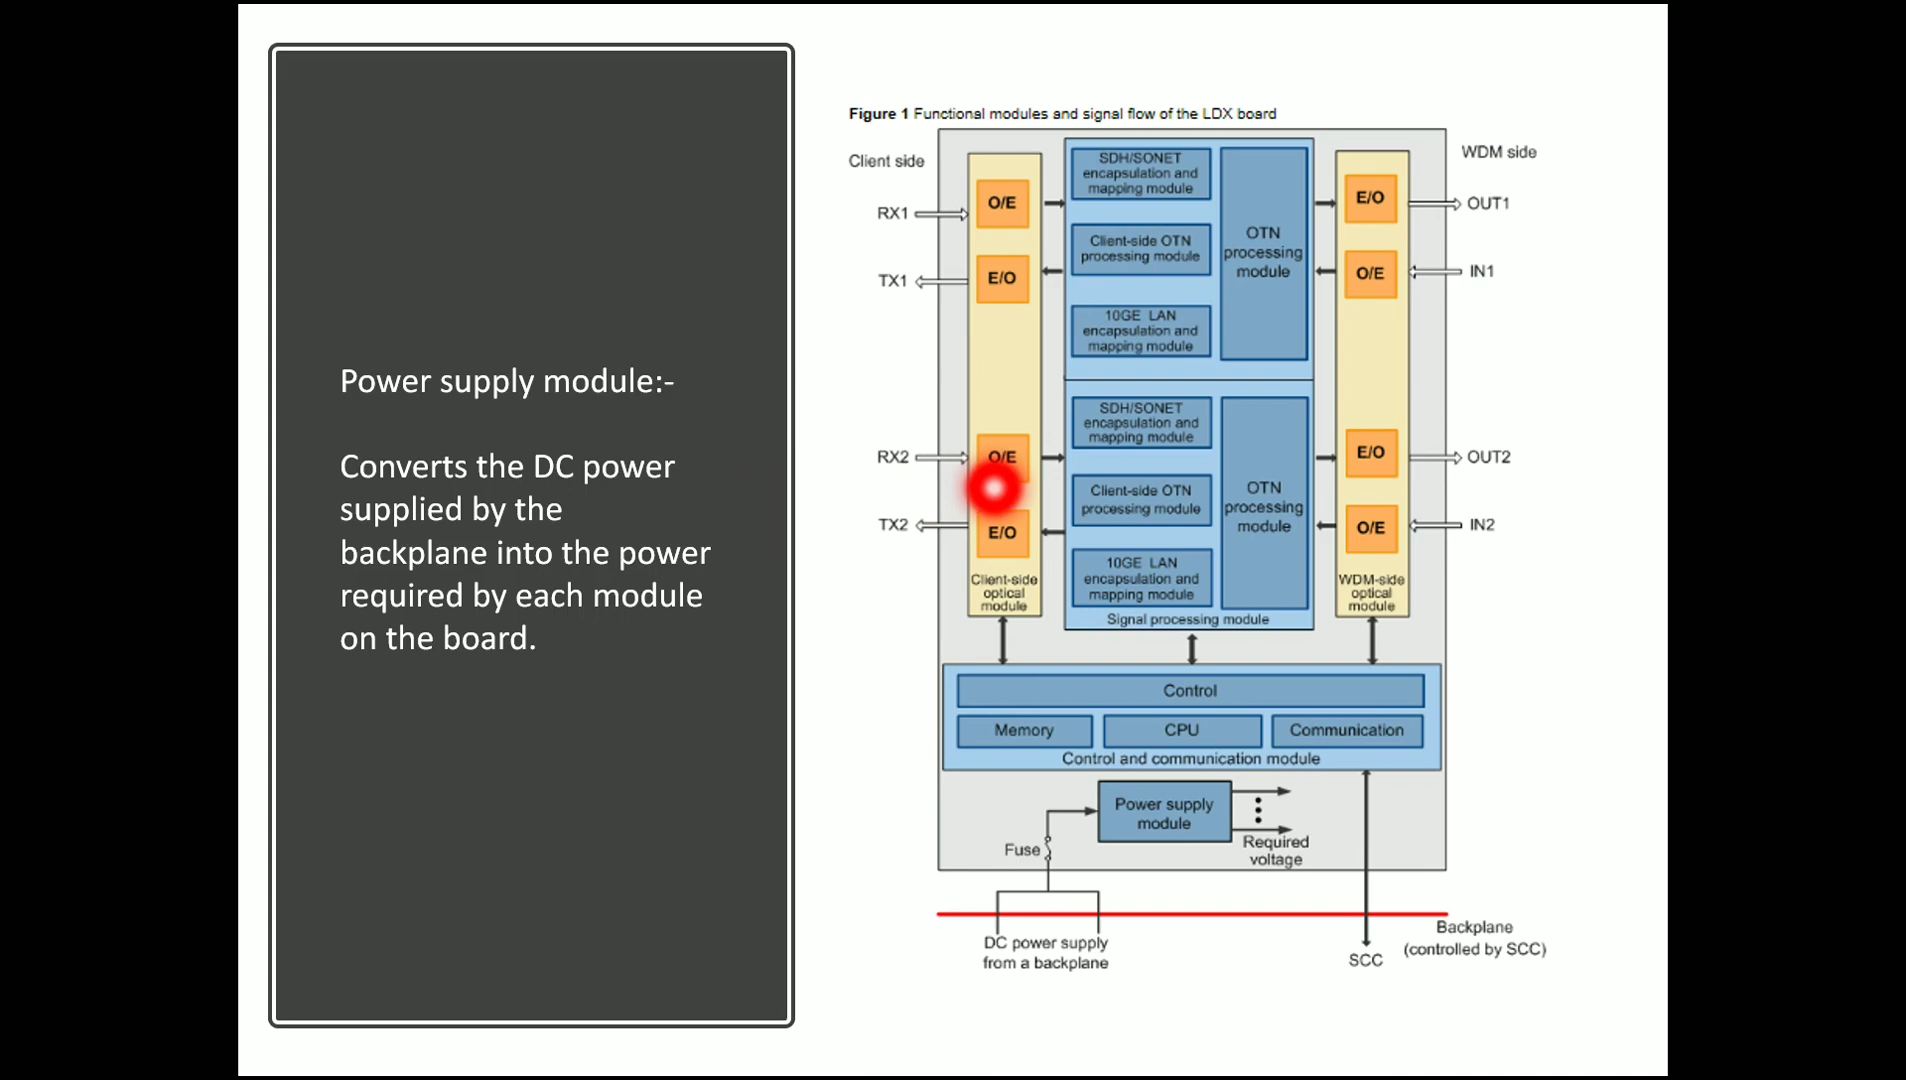 Power supply module:-
Converts the DC power
supplied by the
backplane into the power
required by each module
on the board.
Figure 1 Functional modules and signal flow of the LDX board
Client side
WDM side
RX1
O/E
SDH/SONET
encapsulation and
mapping module
E/O
OUT1
TX1
E/O
Client-side OTN
processing module
OTN
processing
module
O/E
IN1
10GE LAN
encapsulation and
mapping module
RX2
O/E
SDH/SONET
encapsulation and
mapping module
E/O
OUT2
TX2
E/O
Client-side OTN
processing module
OTN
processing
module
O/E
IN2
10GE LAN
encapsulation and
mapping module
Client-side
optical
module
Signal processing module
WDM-side
optical
module
Control
Memory
CPU
Communication
Control and communication module
Power supply
module
Fuse
Required
voltage
DC power supply
from a backplane
SCC
Backplane
(controlled by SCC)